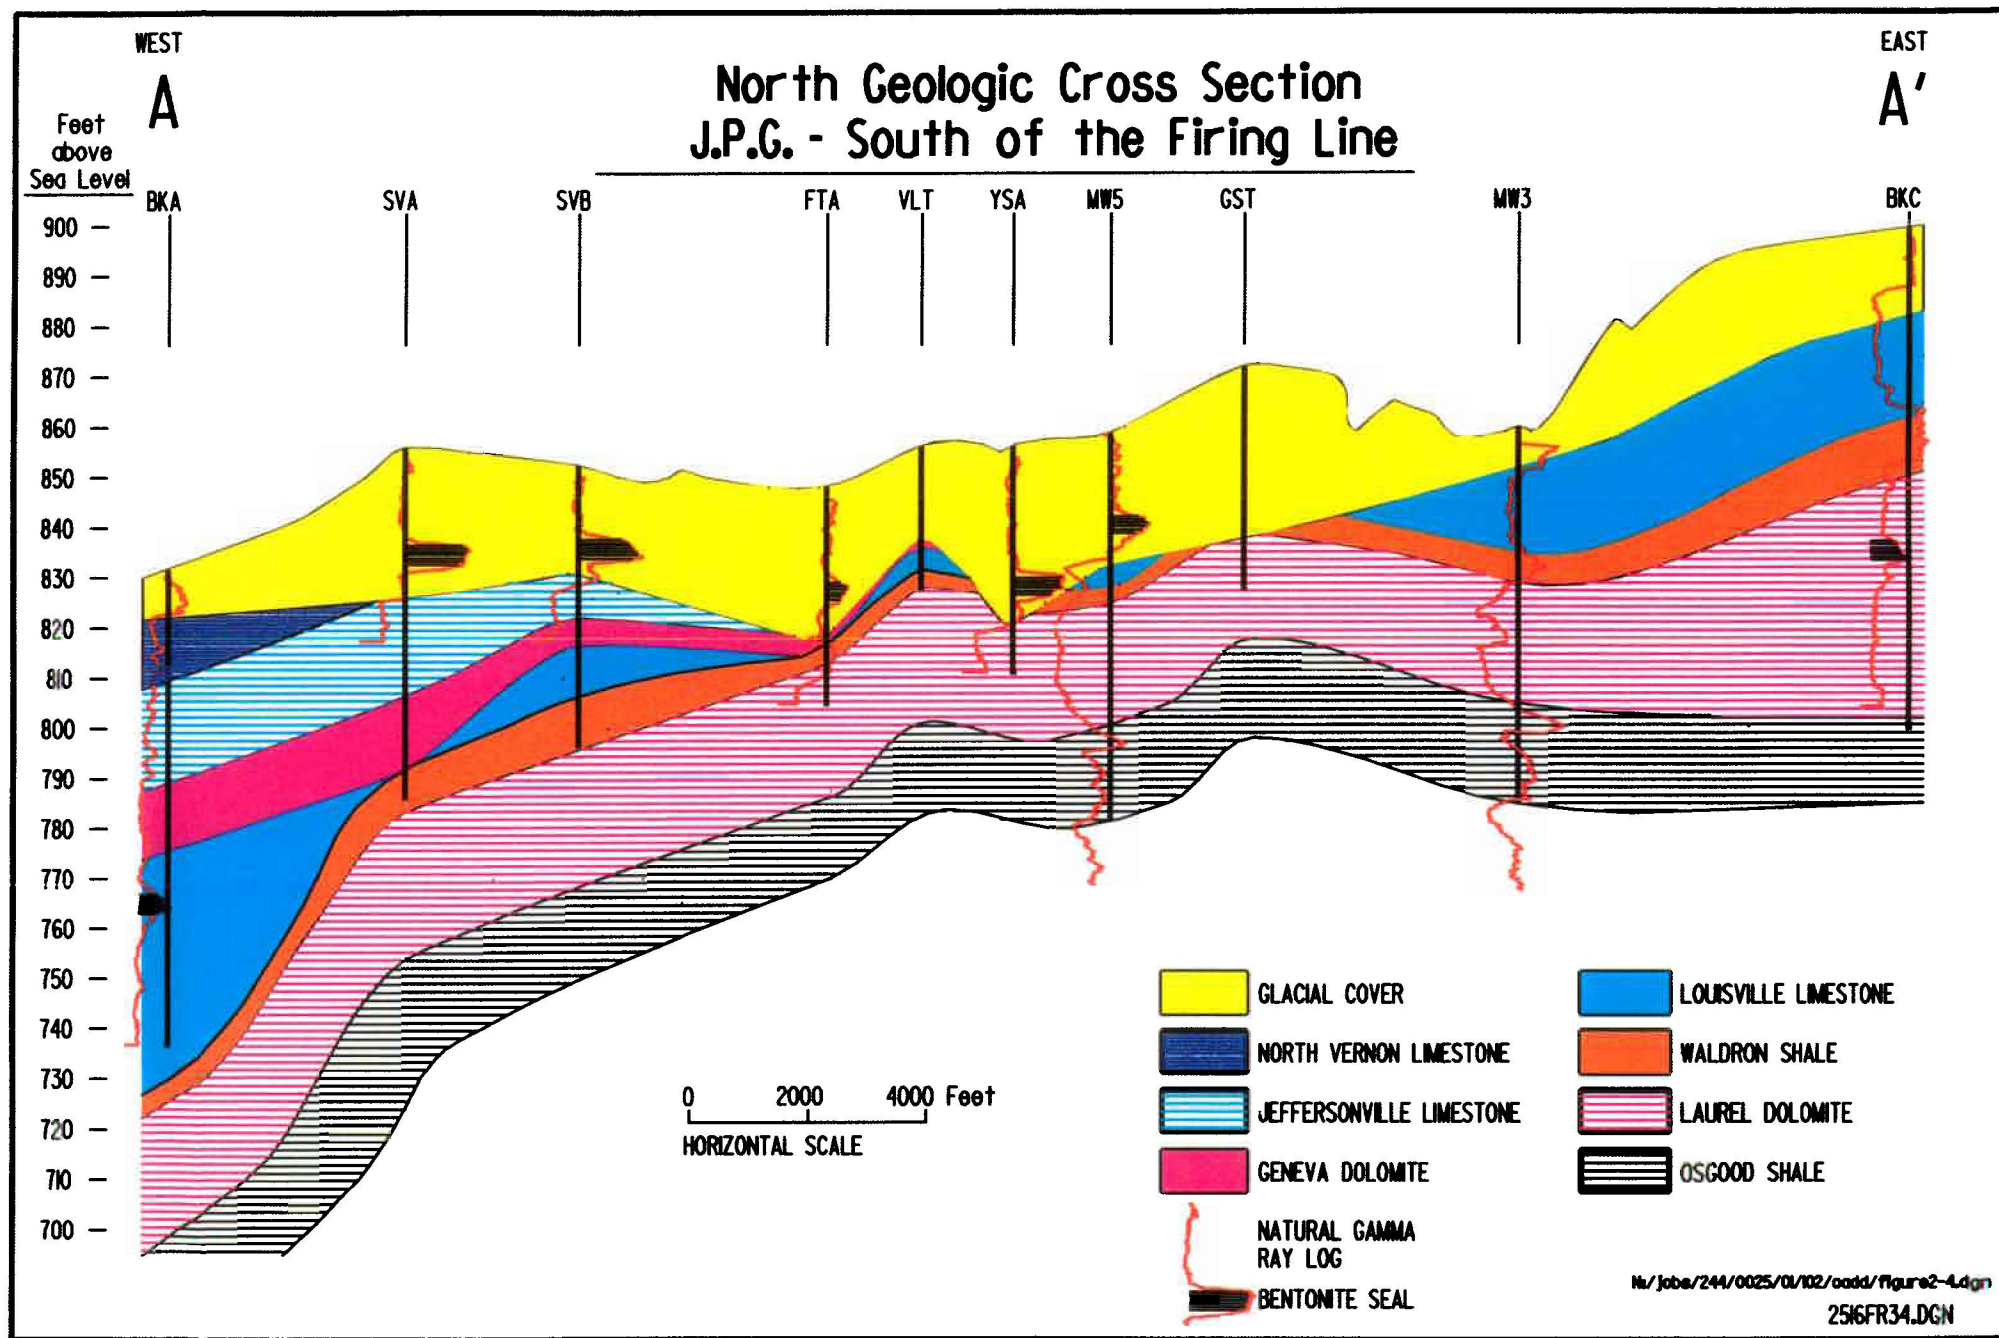 WEST
EAST
A
A'
North Geologic Cross Section
J.P.G. - South of the Firing Line
Feet
above
Sea Level
BKA SVA SVB FTA VLT YSA MW5 GST MW3 BKC
900
890
880
870
860
850
840
830
820
810
800
790
780
770
760
750
740
730
720
710
700
0 2000 4000 Feet
HORIZONTAL SCALE
GLACIAL COVER
NORTH VERNON LIMESTONE
JEFFERSONVILLE LIMESTONE
GENEVA DOLOMITE
LOUISVILLE LIMESTONE
WALDRON SHALE
LAUREL DOLOMITE
OSGOOD SHALE
NATURAL GAMMA
RAY LOG
BENTONITE SEAL
2516FR34.DGN